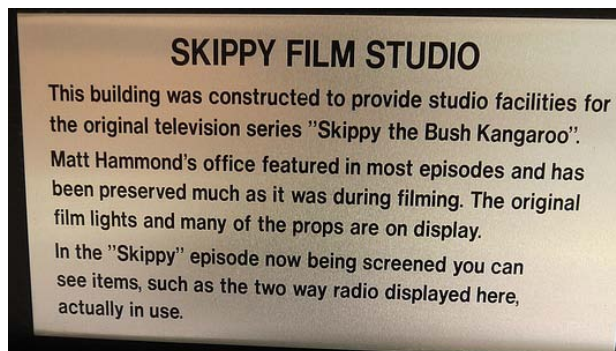 SKIPPY FILM STUDIO
This building was constructed to provide studio facilities for
the original television series "Skippy the Bush Kangaroo".
Matt Hammond's office featured in most episodes and has
been preserved much as it was during filming. The original
film lights and many of the props are on display.
In the "Skippy" episode now being screened you can
see items, such as the two way radio displayed here,
actually in use.